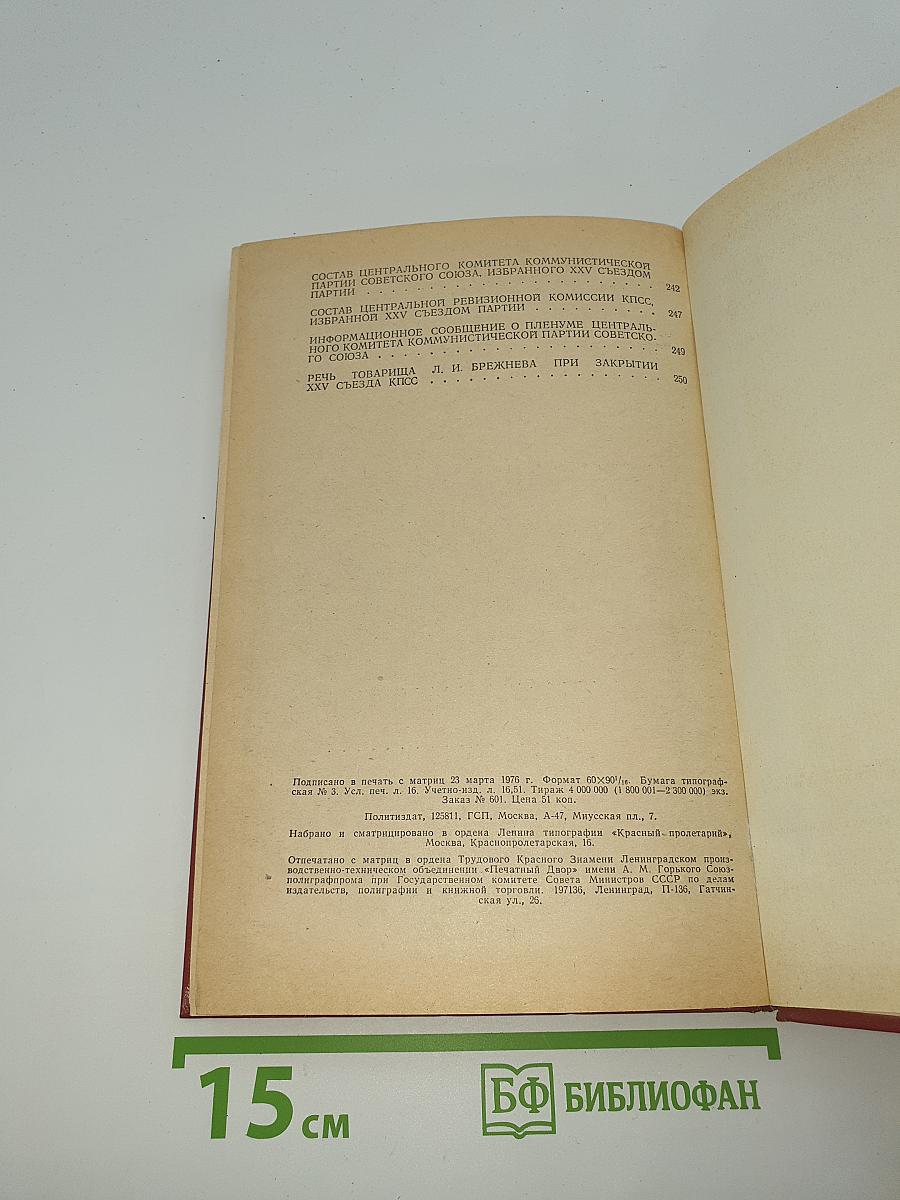 СОСТАВ ЦЕНТРАЛЬНОГО КОМИТЕТА КОММУНИСТИЧЕСКОЙ
ПАРТИИ СОВЕТСКОГО СОЮЗА, ИЗБРАННОГО XXV СЪЕЗДОМ
ПАРТИИ . . . . . . . . . . . . . . . . . . . . . 242
СОСТАВ ЦЕНТРАЛЬНОЙ РЕВИЗИОННОЙ КОМИССИИ КПСС,
ИЗБРАННОЙ XXV СЪЕЗДОМ ПАРТИИ . . . . . . . . . 247
ИНФОРМАЦИОННОЕ СООБЩЕНИЕ О ПЛЕНУМЕ ЦЕНТРАЛЬ-
НОГО КОМИТЕТА КОММУНИСТИЧЕСКОЙ ПАРТИИ СОВЕТСКО-
ГО СОЮЗА . . . . . . . . . . . . . . . . . . . . 249
РЕЧЬ ТОВАРИЩА Л. И. БРЕЖНЕВА ПРИ ЗАКРЫТИИ
XXV СЪЕЗДА КПСС . . . . . . . . . . . . . . . . 250
Подписано в печать с матриц 23 марта 1976 г. Формат 60×90¹/₁₆. Бумага типограф-
ская № 3. Усл. печ. л. 16. Учетно-изд. л. 16,51. Тираж 4 000 000 (1 800 001—2 300 000) экз.
Заказ № 601. Цена 51 коп.
Политиздат, 125811, ГСП, Москва, А-47, Миусская пл., 7.
Набрано и сматрицировано в ордена Ленина типографии «Красный пролетарий»,
Москва, Краснопролетарская, 16.
Отпечатано с матриц в ордена Трудового Красного Знамени Ленинградском произ-
водственно-техническом объединении «Печатный Двор» имени А. М. Горького Союз-
полиграфпрома при Государственном комитете Совета Министров СССР по делам
издательств, полиграфии и книжной торговли. 197136, Ленинград, П-136, Гатчин-
ская ул., 26.
15 см
БФ БИБЛИОФАН